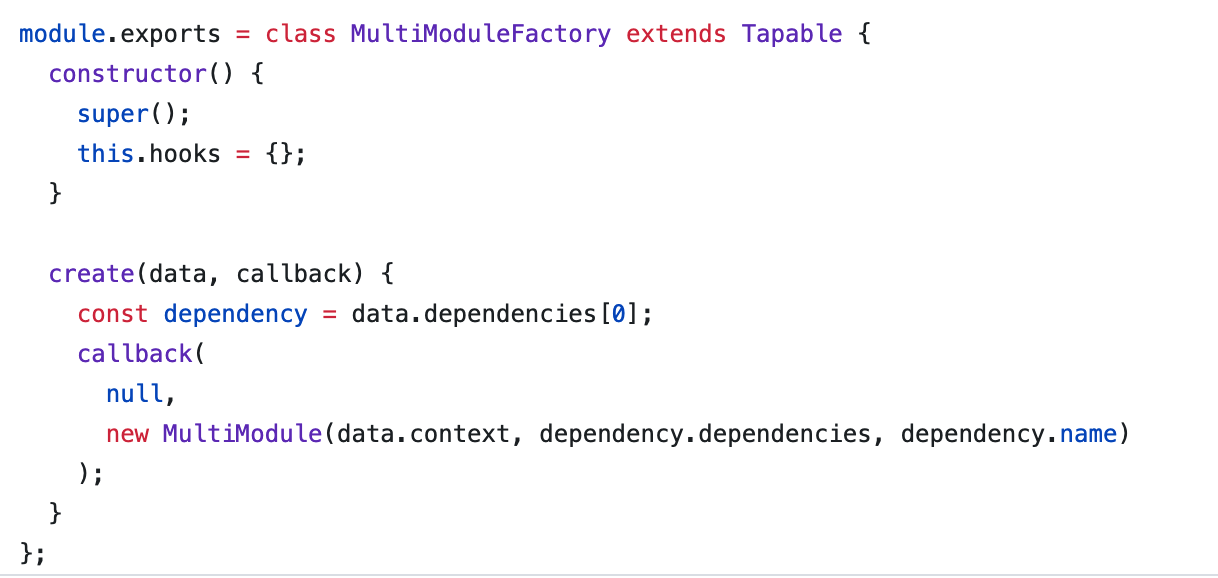 module.exports = class MultiModuleFactory extends Tapable {
  constructor() {
    super();
    this.hooks = {};
  }

  create(data, callback) {
    const dependency = data.dependencies[0];
    callback(
      null,
      new MultiModule(data.context, dependency.dependencies, dependency.name)
    );
  }
};